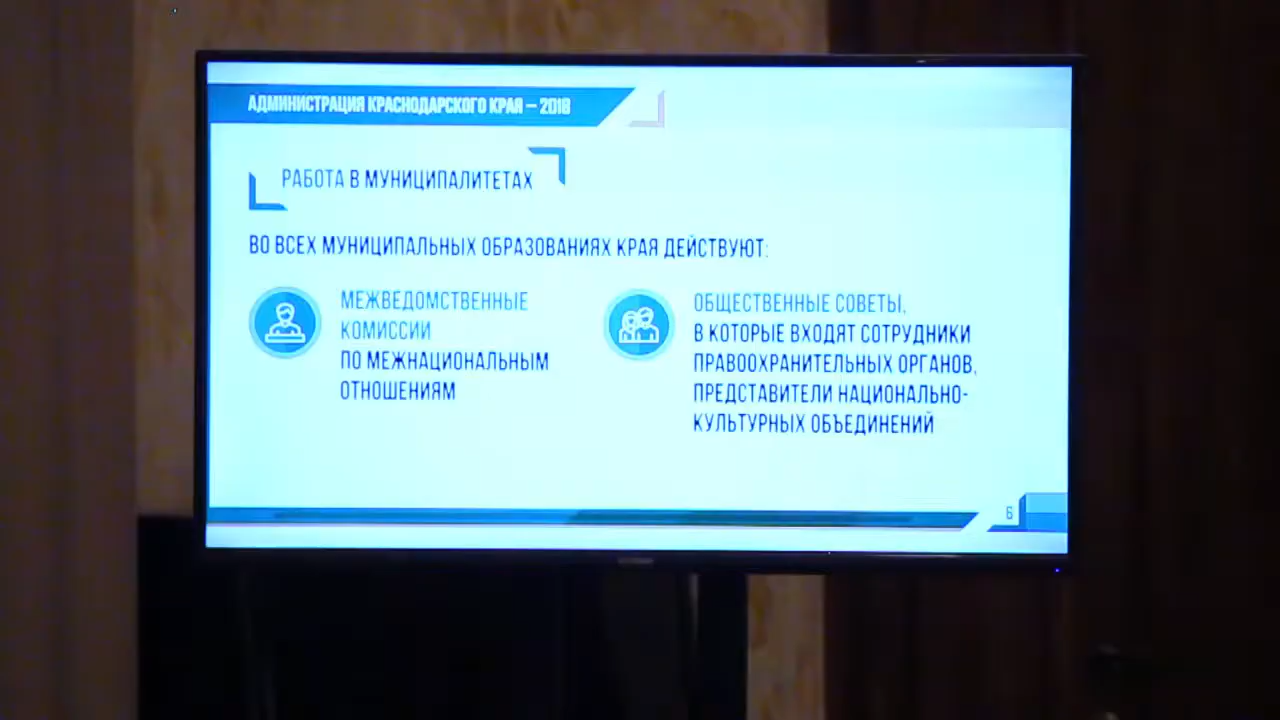 АДМИНИСТРАЦИЯ КРАСНОДАРСКОГО КРАЯ – 2018
РАБОТА В МУНИЦИПАЛИТЕТАХ
ВО ВСЕХ МУНИЦИПАЛЬНЫХ ОБРАЗОВАНИЯХ КРАЯ ДЕЙСТВУЮТ:
МЕЖВЕДОМСТВЕННЫЕ
КОМИССИИ
ПО МЕЖНАЦИОНАЛЬНЫМ
ОТНОШЕНИЯМ
ОБЩЕСТВЕННЫЕ СОВЕТЫ,
В КОТОРЫЕ ВХОДЯТ СОТРУДНИКИ
ПРАВООХРАНИТЕЛЬНЫХ ОРГАНОВ,
ПРЕДСТАВИТЕЛИ НАЦИОНАЛЬНО-
КУЛЬТУРНЫХ ОБЪЕДИНЕНИЙ
6